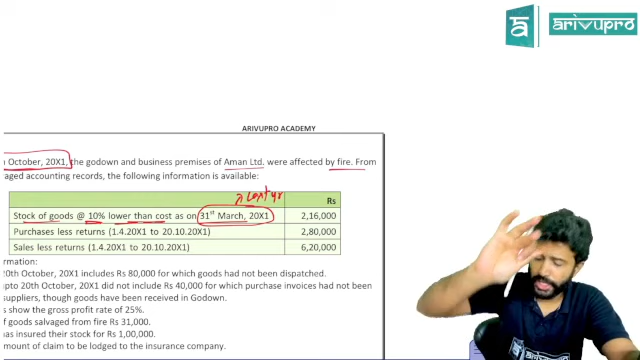 arivupro
ARIVUPRO ACADEMY
October, 20X1, the godown and business premises of Aman Ltd. were affected by fire. From
aged accounting records, the following information is available:
Rs
Stock of goods @ 10% lower than cost as on 31st March, 20X1 2,16,000
Purchases less returns (1.4.20X1 to 20.10.20X1) 2,80,000
Sales less returns (1.4.20X1 to 20.10.20X1) 6,20,000
rmation:
20th October, 20X1 includes Rs 80,000 for which goods had not been dispatched.
upto 20th October, 20X1 did not include Rs 40,000 for which purchase invoices had not been
suppliers, though goods have been received in Godown.
s show the gross profit rate of 25%.
f goods salvaged from fire Rs 31,000.
has insured their stock for Rs 1,00,000.
mount of claim to be lodged to the insurance company.